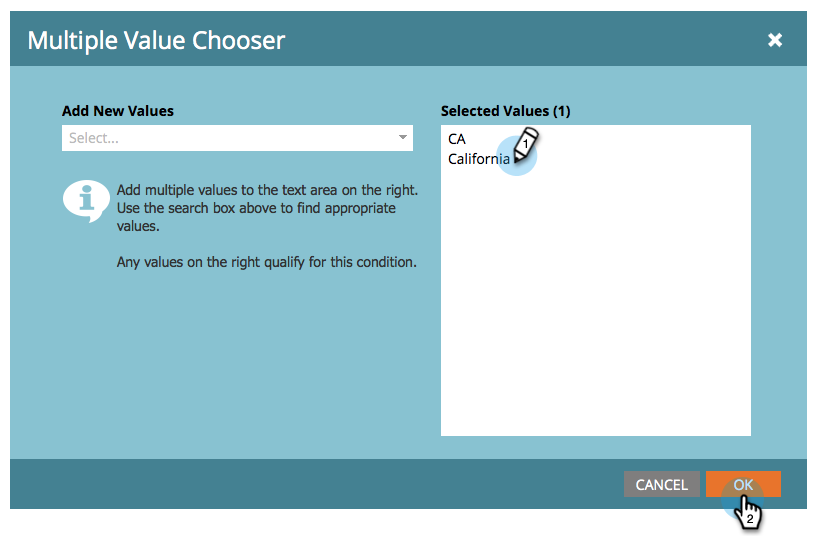 Multiple Value Chooser
Add New Values
Select...
Add multiple values to the text area on the right.
Use the search box above to find appropriate
values.
Any values on the right qualify for this condition.
Selected Values (1)
CA
California
1
CANCEL
OK
2